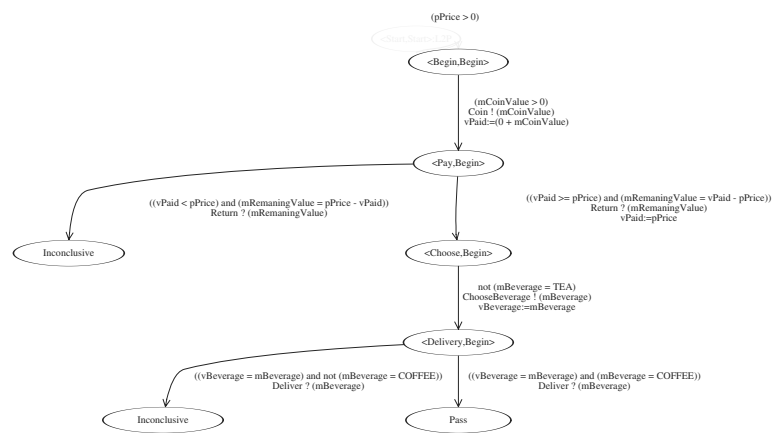 (pPrice > 0)
<Begin,Begin>
(mCoinValue > 0)
Coin ! (mCoinValue)
vPaid:=(0 + mCoinValue)
<Pay,Begin>
((vPaid < pPrice) and (mRemaningValue = pPrice - vPaid))
Return ? (mRemaningValue)
((vPaid >= pPrice) and (mRemaningValue = vPaid - pPrice))
Return ? (mRemaningValue)
vPaid:=pPrice
Inconclusive
<Choose,Begin>
not (mBeverage = TEA)
ChooseBeverage ! (mBeverage)
vBeverage:=mBeverage
<Delivery,Begin>
((vBeverage = mBeverage) and not (mBeverage = COFFEE))
Deliver ? (mBeverage)
((vBeverage = mBeverage) and (mBeverage = COFFEE))
Deliver ? (mBeverage)
Inconclusive
Pass